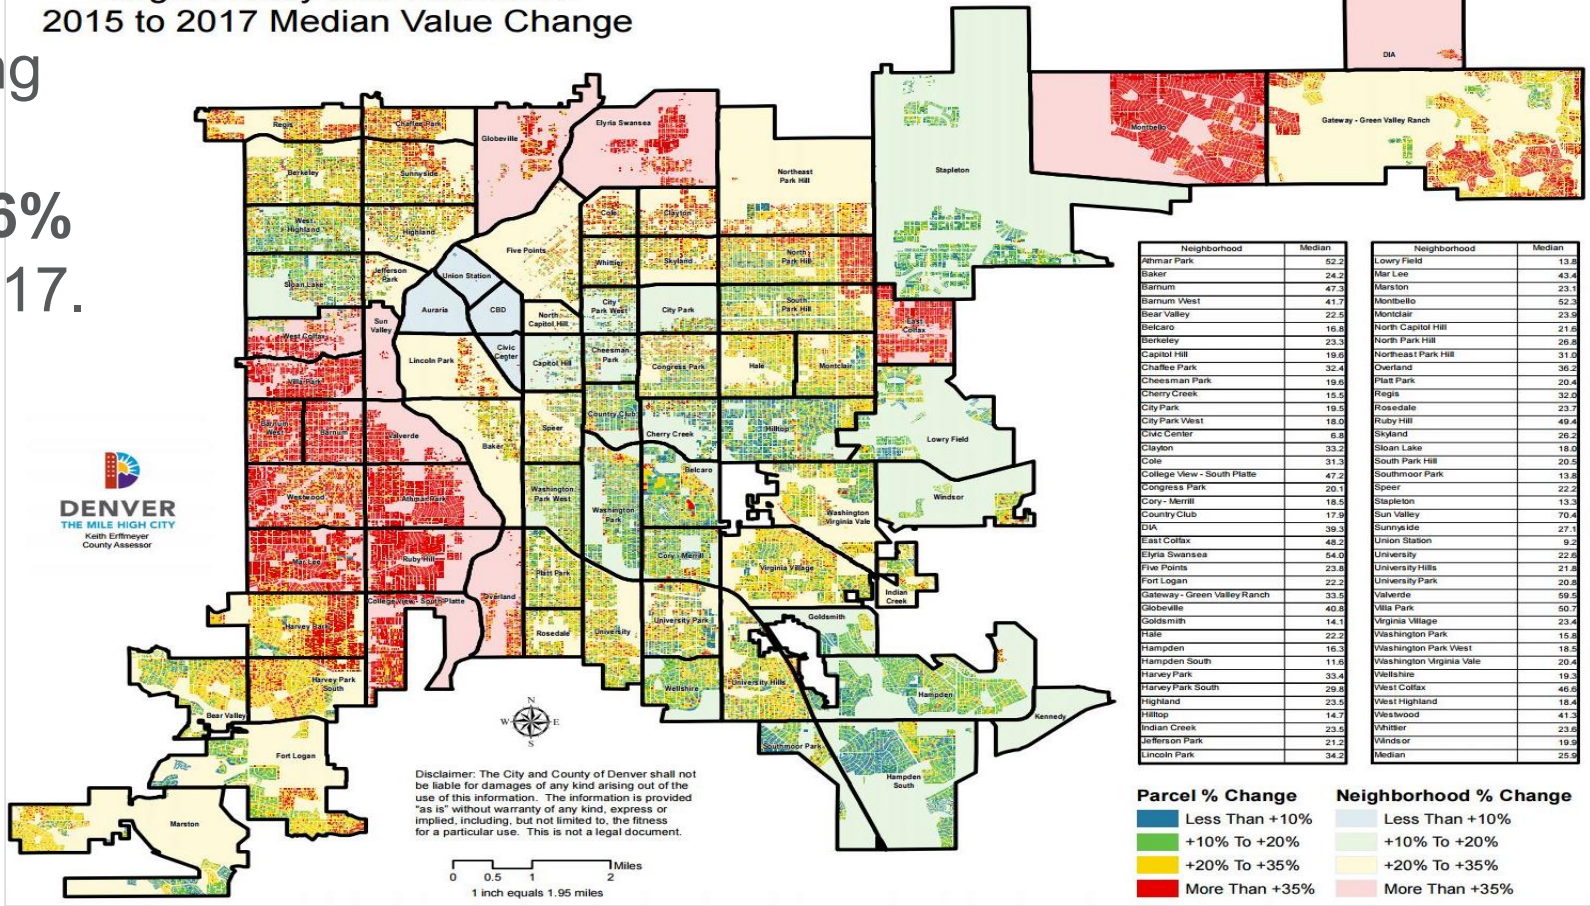 2015 to 2017 Median Value Change
6%
17.
DIA
Regis
Chaffee Park
Globeville
Elyria Swansea
Montbello
Gateway - Green Valley Ranch
Berkeley
Sunnyside
Northeast
Park Hill
Stapleton
West
Highland
Highland
Cole
Clayton
Five Points
Whittier
Skyland
North
Park Hill
Sloan Lake
Jefferson
Park
Union Station
Auraria
CBD
North
Capitol Hill
City
Park West
City Park
South
Park Hill
East
Colfax
West Colfax
Sun
Valley
Lincoln Park
Civic
Center
Capitol Hill
Cheesman
Park
Congress Park
Hale
Montclair
Villa Park
Barnum
West
Barnum
Valverde
Baker
Speer
Country Club
Cherry Creek
Hilltop
Lowry Field
Westwood
Athmar Park
Washington
Park West
Washington
Park
Belcaro
Washington
Virginia Vale
Windsor
Mar Lee
Ruby Hill
Platt Park
Cory - Merrill
Virginia Village
Indian
Creek
College View - South Platte
Overland
Harvey Park
Rosedale
University
University Park
Goldsmith
Harvey Park
South
Bear Valley
Wellshire
University Hills
Hampden
Kennedy
Fort Logan
Southmoor Park
Hampden
South
Marston
DENVER
THE MILE HIGH CITY
Keith Erffmeyer
County Assessor
N
W E
S
Disclaimer: The City and County of Denver shall not
be liable for damages of any kind arising out of the
use of this information. The information is provided
"as is" without warranty of any kind, express or
implied, including, but not limited to, the fitness
for a particular use. This is not a legal document.
Miles
0 0.5 1 2
1 inch equals 1.95 miles
Neighborhood Median
Athmar Park 52.2
Baker 24.2
Barnum 47.3
Barnum West 41.7
Bear Valley 22.5
Belcaro 16.8
Berkeley 23.3
Capitol Hill 19.6
Chaffee Park 32.4
Cheesman Park 19.6
Cherry Creek 15.5
City Park 19.5
City Park West 18.0
Civic Center 6.8
Clayton 33.2
Cole 31.3
College View - South Platte 47.2
Congress Park 20.1
Cory - Merrill 18.5
Country Club 17.9
DIA 39.3
East Colfax 48.2
Elyria Swansea 54.0
Five Points 23.8
Fort Logan 22.2
Gateway - Green Valley Ranch 33.5
Globeville 40.8
Goldsmith 14.1
Hale 22.2
Hampden 16.3
Hampden South 11.6
Harvey Park 33.4
Harvey Park South 29.8
Highland 23.5
Hilltop 14.7
Indian Creek 23.5
Jefferson Park 21.2
Lincoln Park 34.2
Neighborhood Median
Lowry Field 13.8
Mar Lee 43.4
Marston 23.1
Montbello 52.3
Montclair 23.9
North Capitol Hill 21.6
North Park Hill 26.8
Northeast Park Hill 31.0
Overland 36.2
Platt Park 20.4
Regis 32.0
Rosedale 23.7
Ruby Hill 49.4
Skyland 26.2
Sloan Lake 18.0
South Park Hill 20.5
Southmoor Park 13.8
Speer 22.2
Stapleton 13.3
Sun Valley 70.4
Sunnyside 27.1
Union Station 9.2
University 22.6
University Hills 21.8
University Park 20.8
Valverde 59.5
Villa Park 50.7
Virginia Village 23.4
Washington Park 15.8
Washington Park West 18.5
Washington Virginia Vale 20.4
Wellshire 19.3
West Colfax 46.6
West Highland 18.4
Westwood 41.3
Whittier 23.6
Windsor 19.9
Median 25.9
Parcel % Change
Less Than +10%
+10% To +20%
+20% To +35%
More Than +35%
Neighborhood % Change
Less Than +10%
+10% To +20%
+20% To +35%
More Than +35%